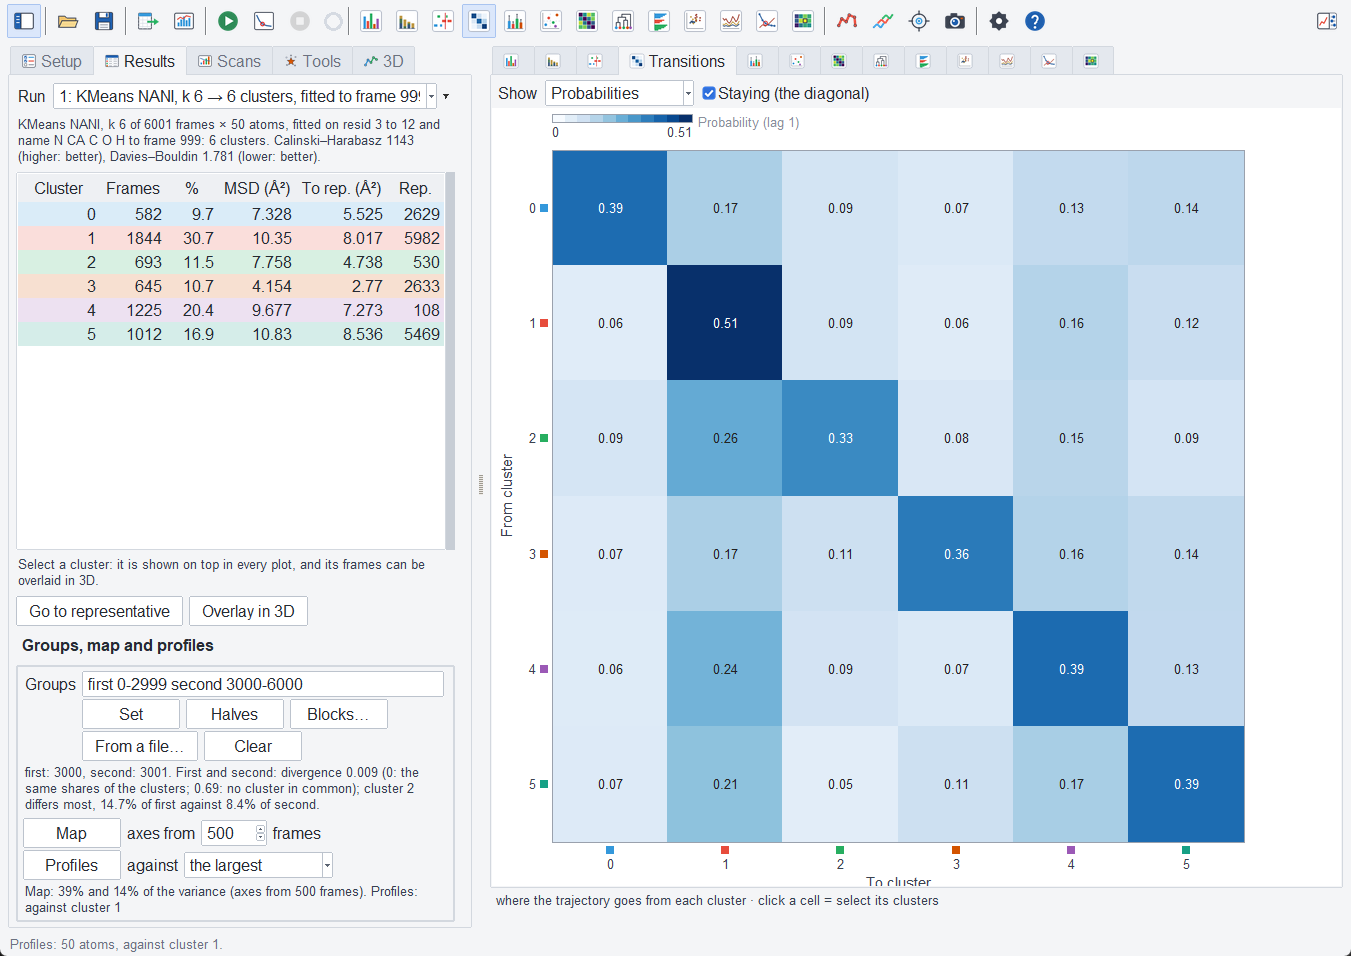 Setup
Results
Scans
Tools
3D
Transitions
Run 1: KMeans NANI, k 6 → 6 clusters, fitted to frame 999
KMeans NANI, k 6 of 6001 frames × 50 atoms, fitted on resid 3 to 12 and
name N CA C O H to frame 999: 6 clusters. Calinski–Harabasz 1143
(higher: better), Davies–Bouldin 1.781 (lower: better).
Cluster Frames % MSD (Å²) To rep. (Å²) Rep.
0 582 9.7 7.328 5.525 2629
1 1844 30.7 10.35 8.017 5982
2 693 11.5 7.758 4.738 530
3 645 10.7 4.154 2.77 2633
4 1225 20.4 9.677 7.273 108
5 1012 16.9 10.83 8.536 5469
Select a cluster: it is shown on top in every plot, and its frames can be
overlaid in 3D.
Go to representative
Overlay in 3D
Groups, map and profiles
Groups first 0-2999 second 3000-6000
Set
Halves
Blocks...
From a file...
Clear
first: 3000, second: 3001. First and second: divergence 0.009 (0: the
same shares of the clusters; 0.69: no cluster in common); cluster 2
differs most, 14.7% of first against 8.4% of second.
Map axes from 500 frames
Profiles against the largest
Map: 39% and 14% of the variance (axes from 500 frames). Profiles:
against cluster 1
Profiles: 50 atoms, against cluster 1.
Show Probabilities Staying (the diagonal)
0 0.51 Probability (lag 1)
From cluster
0 0.39 0.17 0.09 0.07 0.13 0.14
1 0.06 0.51 0.09 0.06 0.16 0.12
2 0.09 0.26 0.33 0.08 0.15 0.09
3 0.07 0.17 0.11 0.36 0.16 0.14
4 0.06 0.24 0.09 0.07 0.39 0.13
5 0.07 0.21 0.05 0.11 0.17 0.39
0 1 2 3 4 5
To cluster
where the trajectory goes from each cluster · click a cell = select its clusters